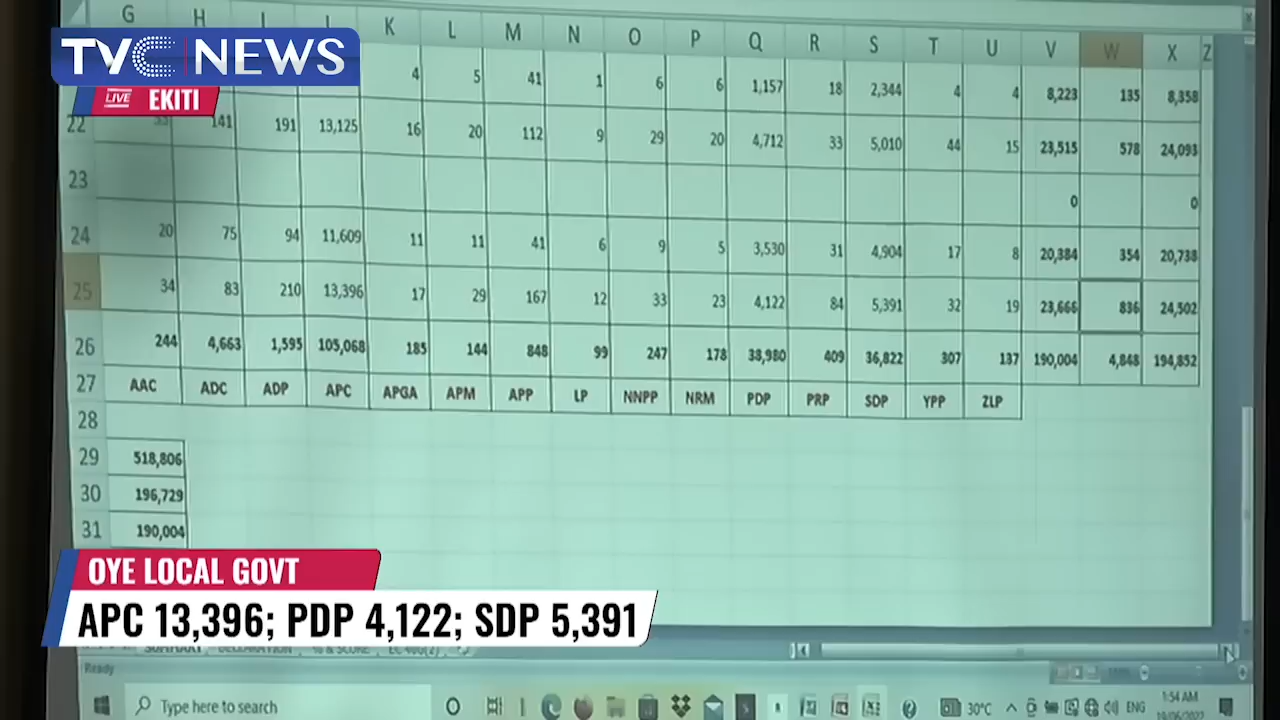 G H I J K L M N O P Q R S T U V W X Z
TVC NEWS
LIVE EKITI
4 5 41 1 6 6 1,157 18 2,344 4 4 8,223 135 8,358
22 141 191 13,125 16 20 112 9 29 20 4,712 33 5,010 44 15 23,515 578 24,093
23 0 0
24 20 75 94 11,609 11 11 41 6 9 5 3,530 31 4,904 17 8 20,384 354 20,738
25 34 83 210 13,396 17 29 167 12 33 23 4,122 84 5,391 32 19 23,666 836 24,502
26 244 4,663 1,595 105,068 185 144 848 99 247 178 38,980 409 36,822 307 137 190,004 4,848 194,852
27 AAC ADC ADP APC APGA APM APP LP NNPP NRM PDP PRP SDP YPP ZLP
28
29 518,806
30 196,729
31 190,004
OYE LOCAL GOVT
APC 13,396; PDP 4,122; SDP 5,391
SUMMARY DECLARATION % & SCORE EC 40G(2)
Ready
Type here to search 30°C ENG 1:54 AM